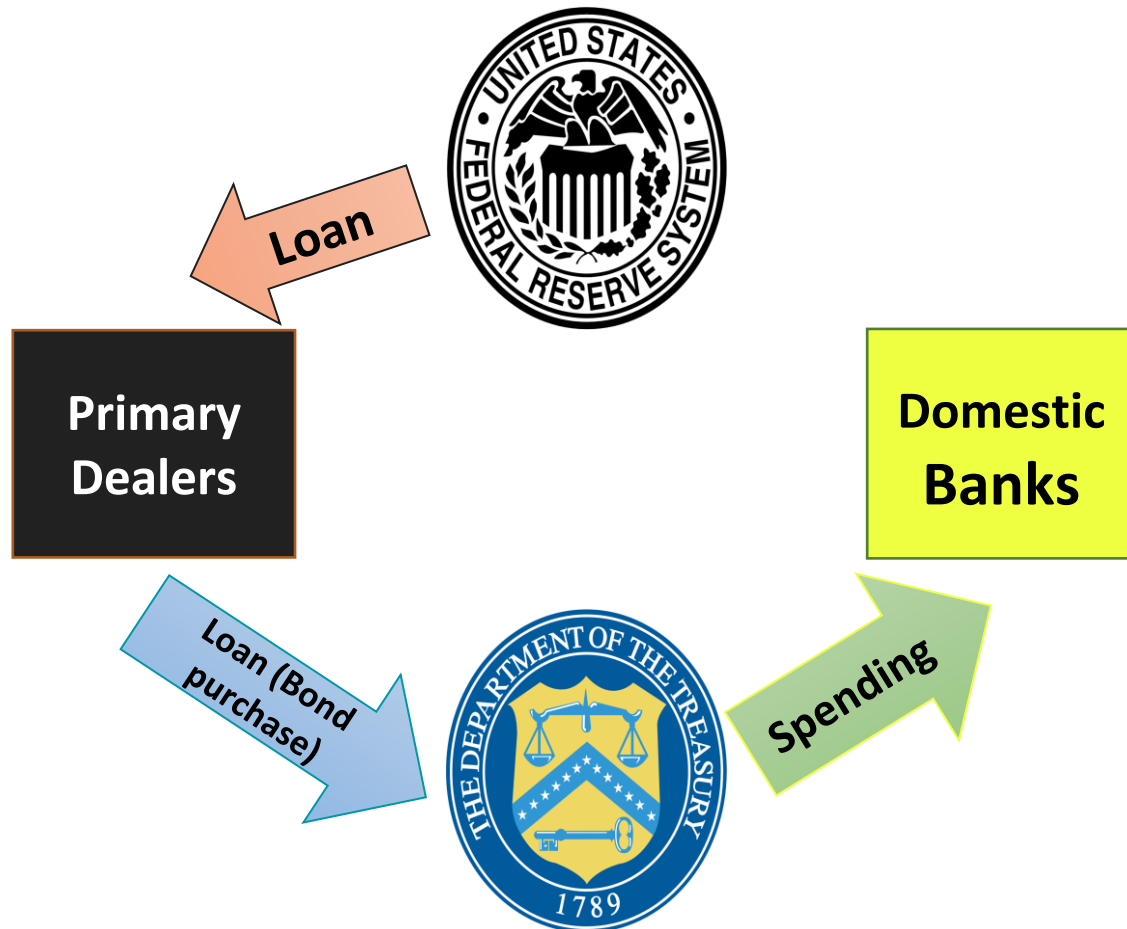 UNITED STATES
FEDERAL RESERVE SYSTEM
Loan
Primary
Dealers
Domestic
Banks
Loan (Bond
purchase)
THE DEPARTMENT OF THE TREASURY
1789
Spending